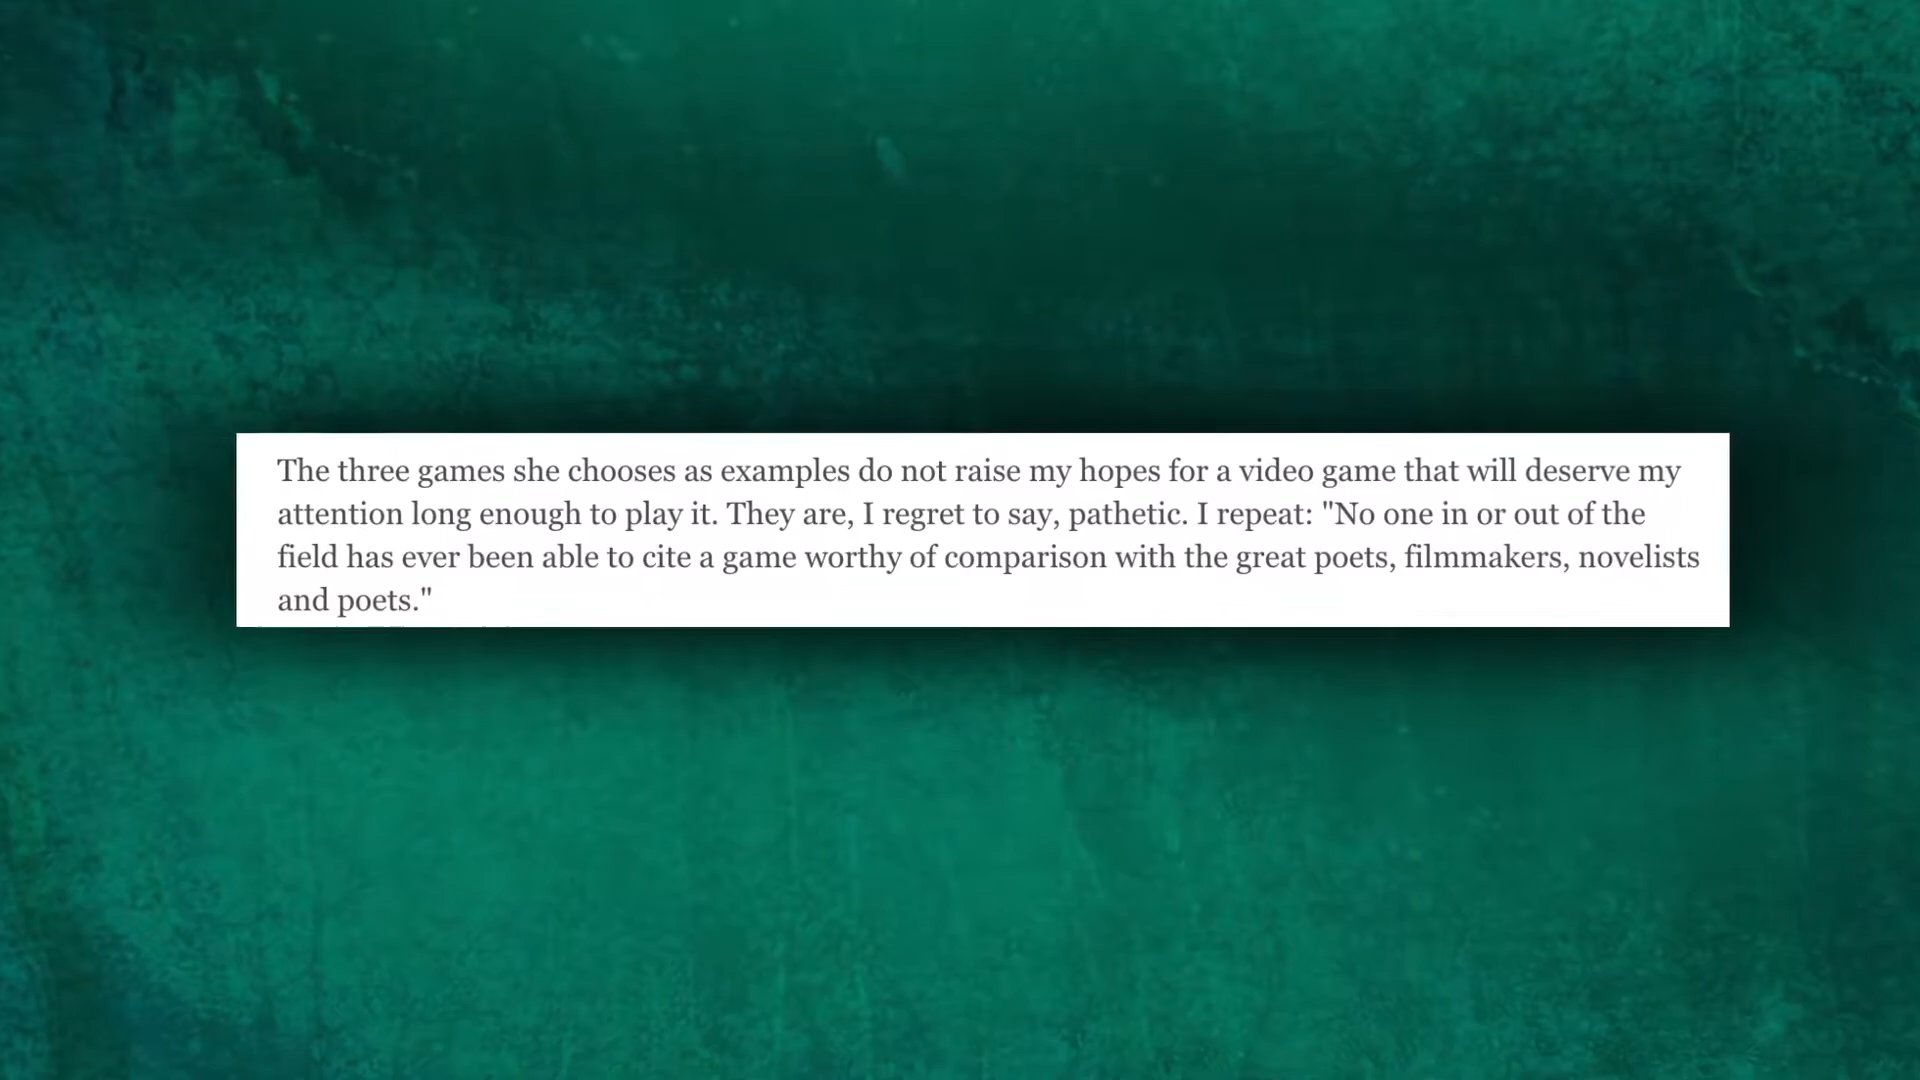 The three games she chooses as examples do not raise my hopes for a video game that will deserve my
attention long enough to play it. They are, I regret to say, pathetic. I repeat: "No one in or out of the
field has ever been able to cite a game worthy of comparison with the great poets, filmmakers, novelists
and poets."